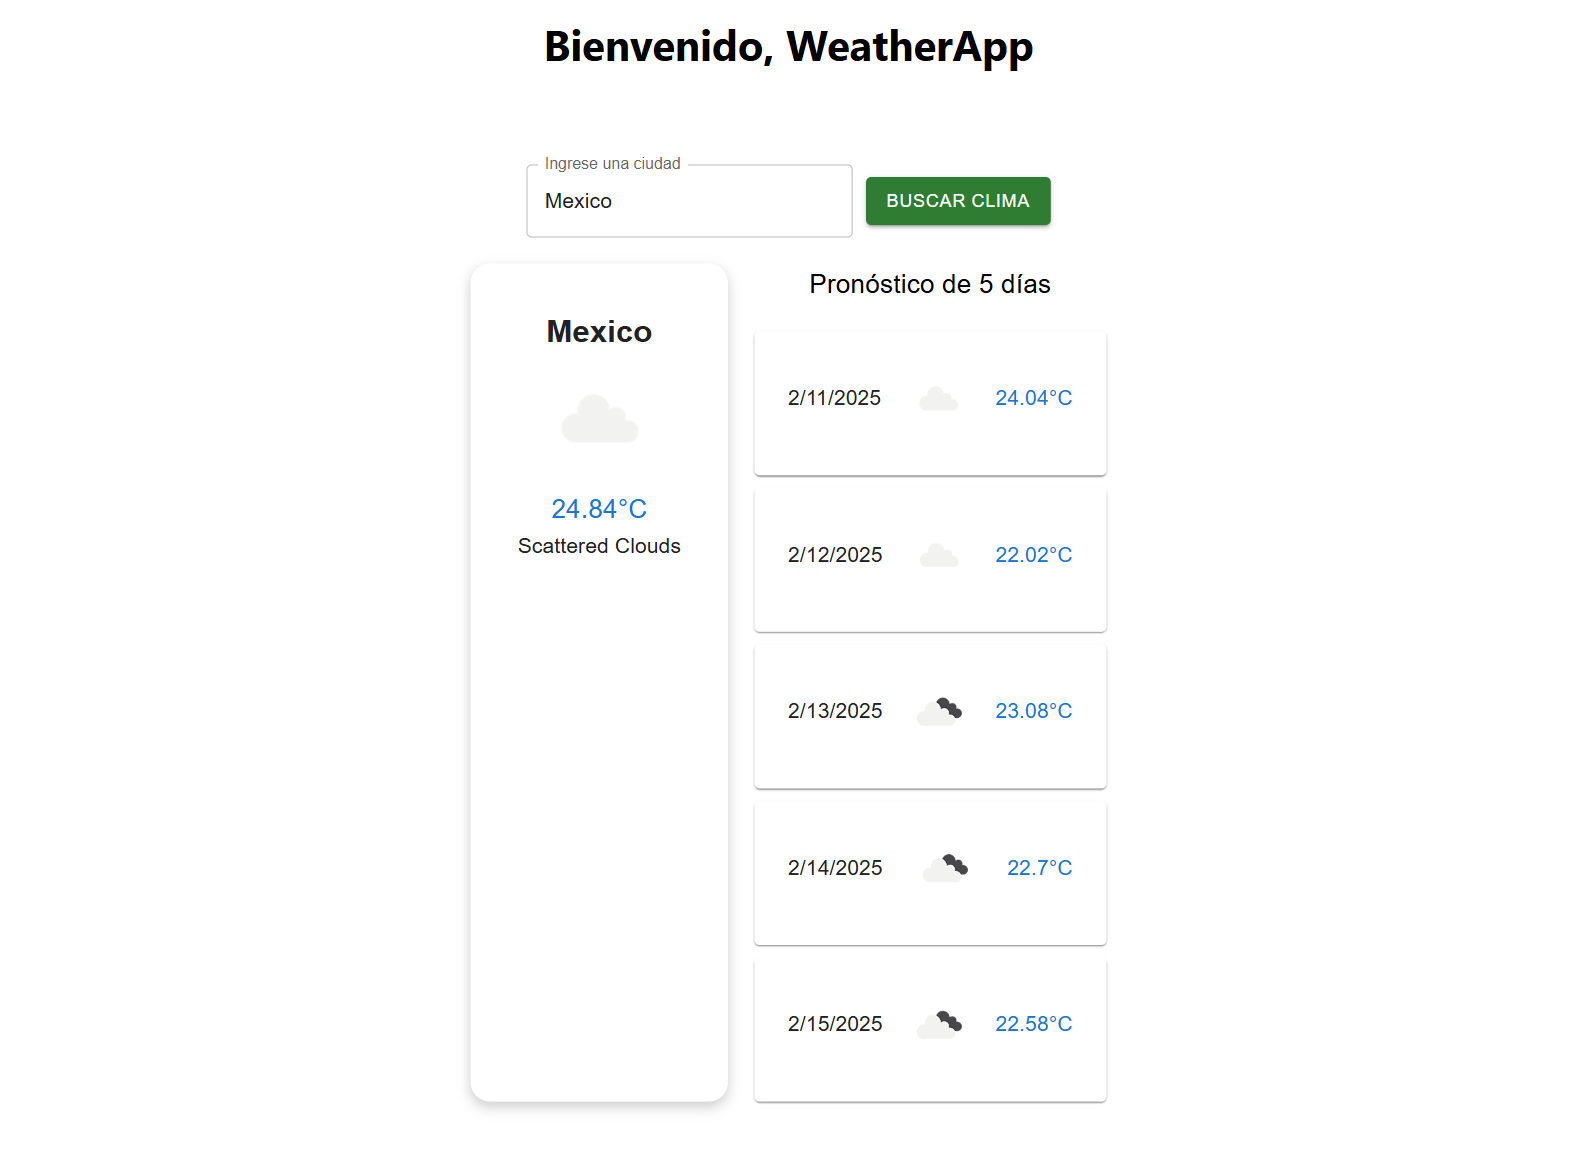 Bienvenido, WeatherApp
Ingrese una ciudad
Mexico
BUSCAR CLIMA
Mexico
24.84°C
Scattered Clouds
Pronóstico de 5 días
2/11/2025 24.04°C
2/12/2025 22.02°C
2/13/2025 23.08°C
2/14/2025 22.7°C
2/15/2025 22.58°C